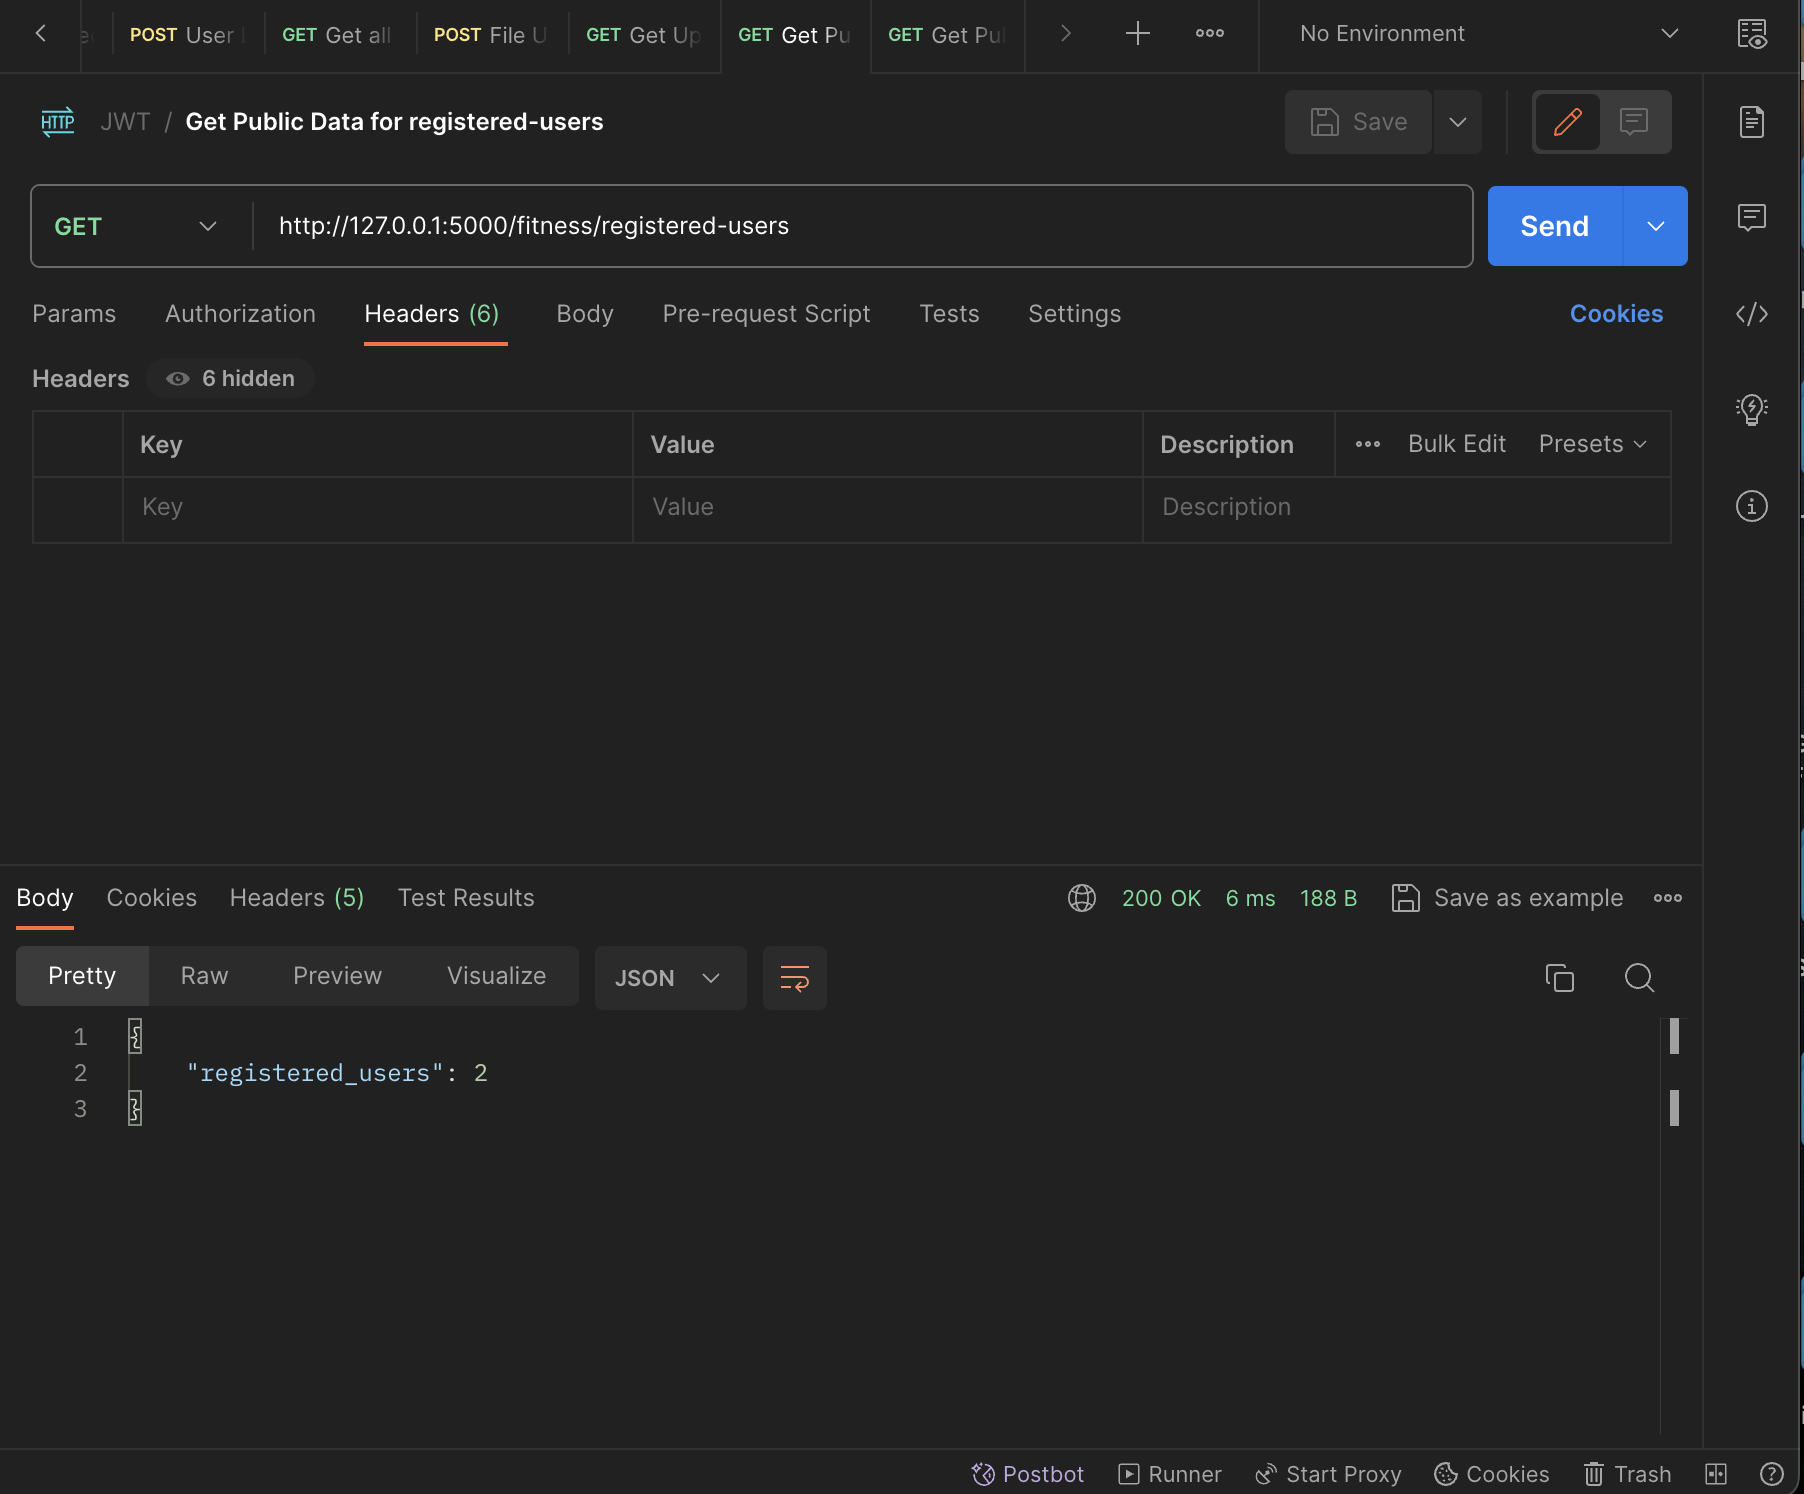 POST User
GET Get all
POST File U
GET Get Up
GET Get Pu
GET Get Pu
No Environment
HTTP JWT / Get Public Data for registered-users
Save
GET http://127.0.0.1:5000/fitness/registered-users
Send
Params Authorization Headers (6) Body Pre-request Script Tests Settings Cookies
Headers 6 hidden
Key Value Description Bulk Edit Presets
Key Value Description
Body Cookies Headers (5) Test Results 200 OK 6 ms 188 B Save as example
Pretty Raw Preview Visualize JSON
1 {
2 "registered_users": 2
3 }
Postbot Runner Start Proxy Cookies Trash